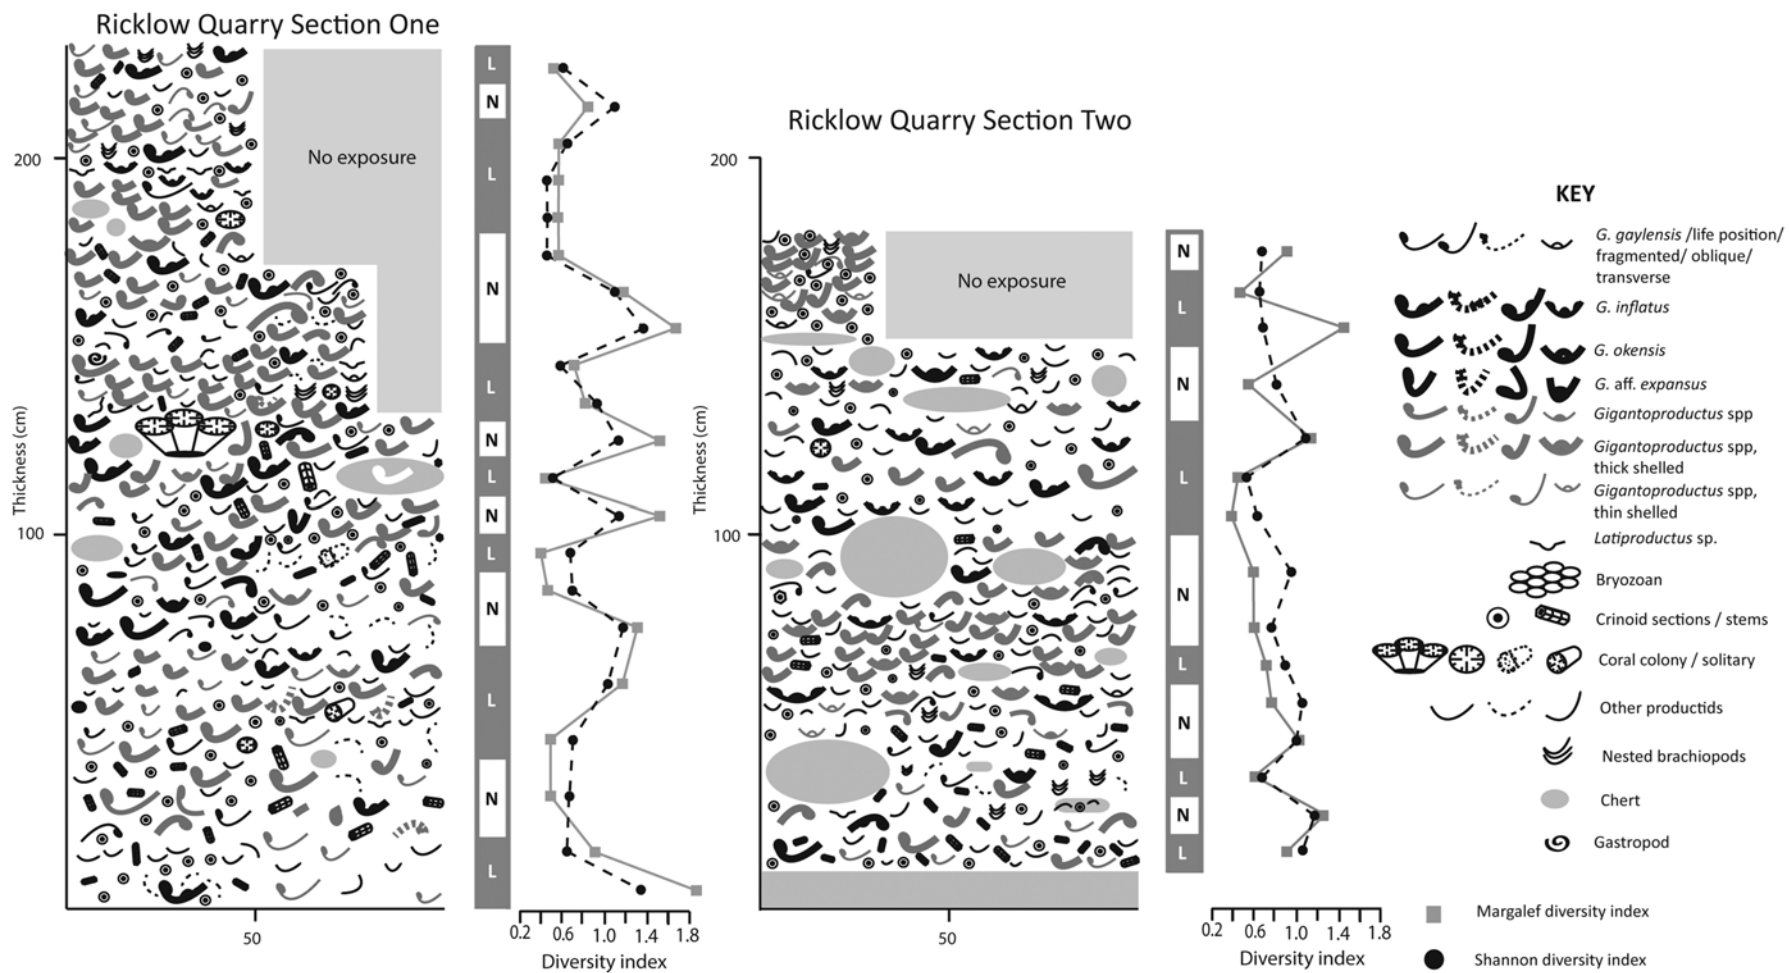 Ricklow Quarry Section One
No exposure
200
100
Thickness (cm)
50
L
N
L
N
L
N
L
N
L
N
L
N
L
0.2 0.6 1.0 1.4 1.8
Diversity index
Ricklow Quarry Section Two
No exposure
200
100
Thickness (cm)
50
N
L
N
L
N
L
N
L
N
L
0.2 0.6 1.0 1.4 1.8
Diversity index
KEY
G. gaylensis /life position/
fragmented/ oblique/
transverse
G. inflatus
G. okensis
G. aff. expansus
Gigantoproductus spp
Gigantoproductus spp,
thick shelled
Gigantoproductus spp,
thin shelled
Latiproductus sp.
Bryozoan
Crinoid sections / stems
Coral colony / solitary
Other productids
Nested brachiopods
Chert
Gastropod
Margalef diversity index
Shannon diversity index